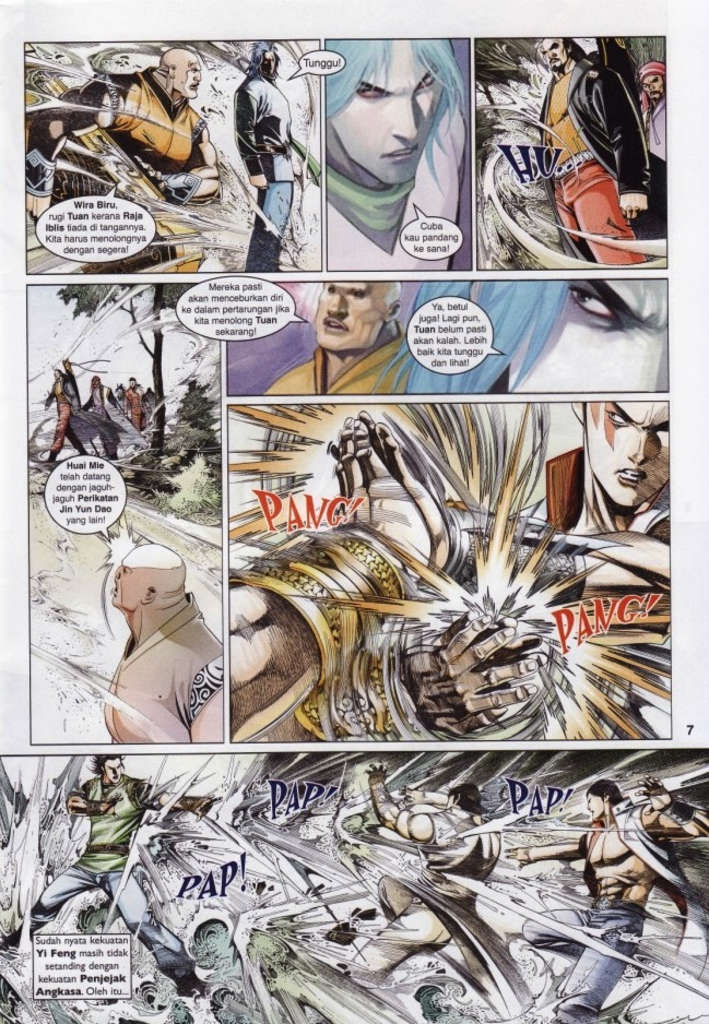 Tunggu!
Wira Biru,
rugi Tuan kerana Raja
Iblis tiada di tangannya.
Kita harus menolongnya
dengan segera!
Cuba
kau pandang
ke sana!
HU
Mereka pasti
akan menceburkan diri
ke dalam pertarungan jika
kita menolong Tuan
sekarang!
Ya, betul
juga! Lagi pun,
Tuan belum pasti
akan kalah. Lebih
baik kita tunggu
dan lihat!
Huai Mie
telah datang
dengan jaguh-
jaguh Perikatan
Jin Yun Dao
yang lain!
PANG!
PANG!
7
PAP!
PAP!
PAP!
Sudah nyata kekuatan
Yi Feng masih tidak
setanding dengan
kekuatan Penjejak
Angkasa. Oleh itu...